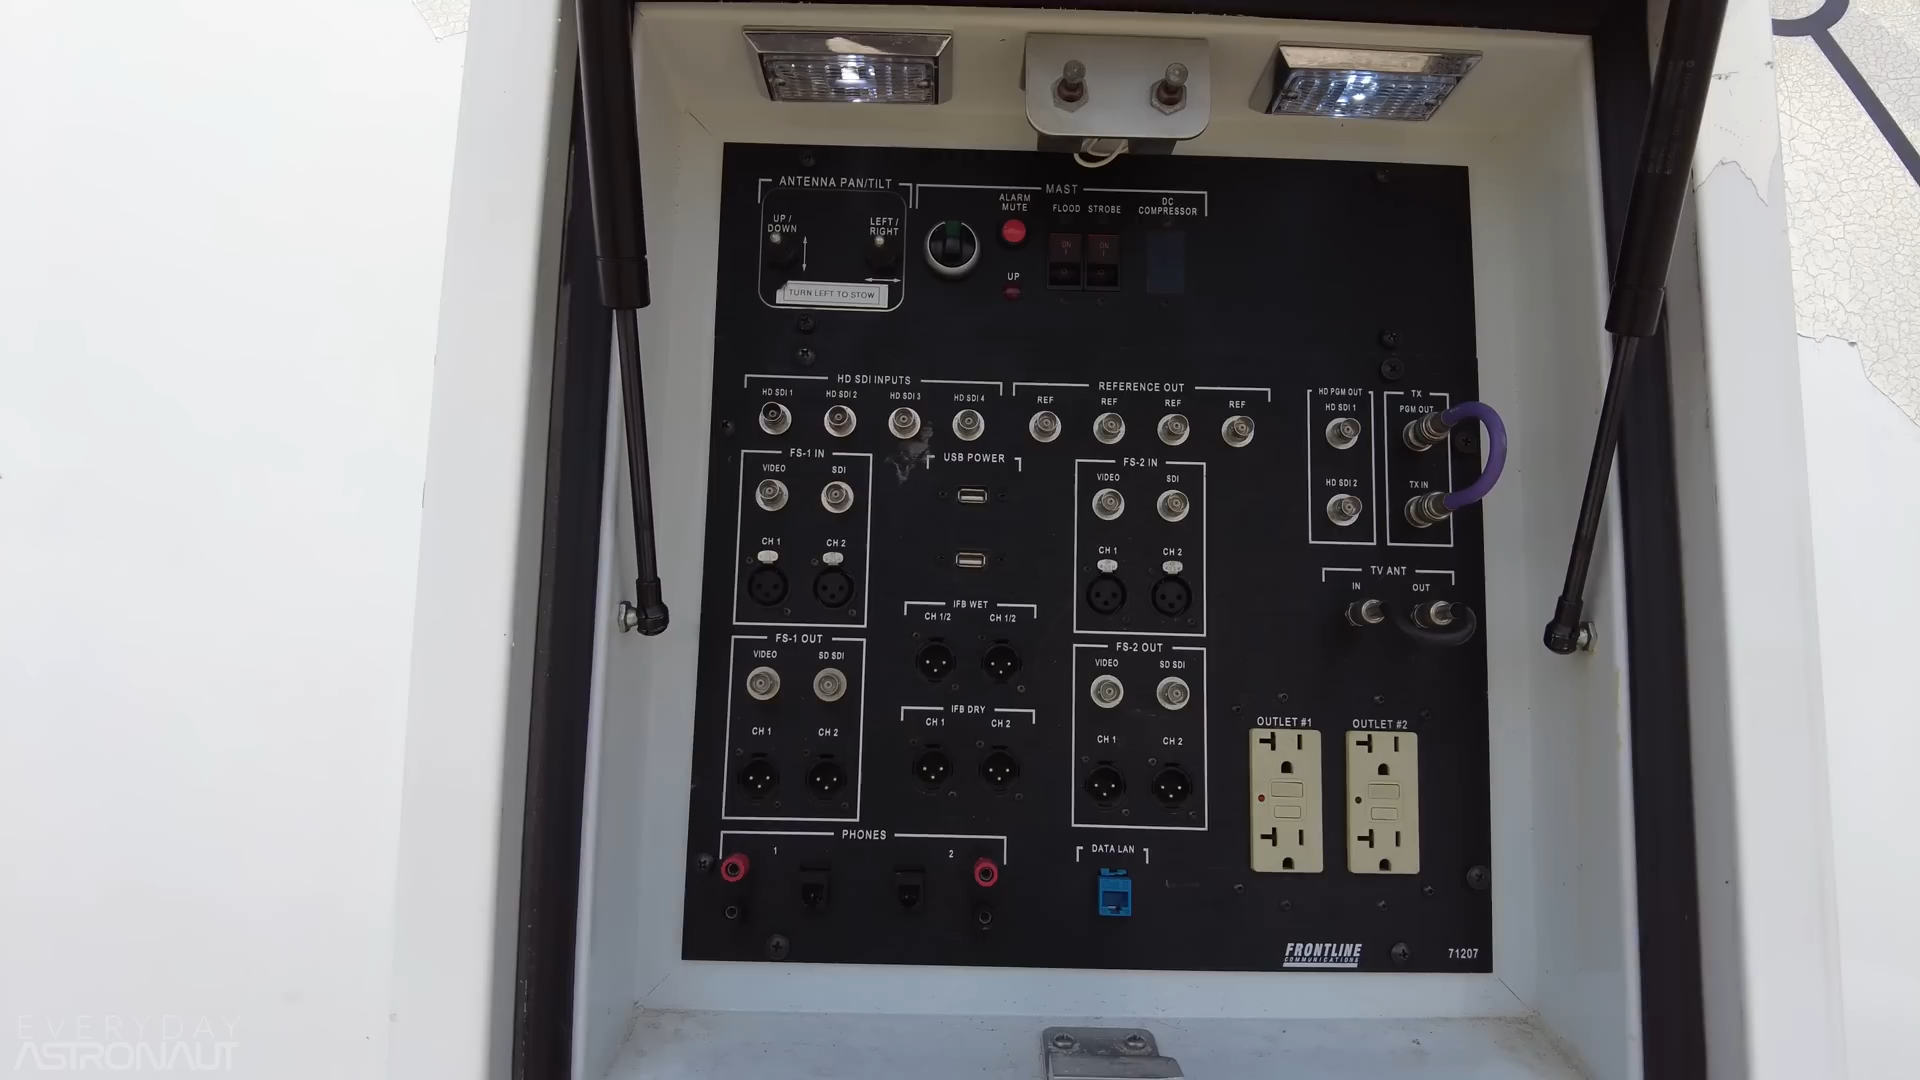 ANTENNA PAN/TILT
UP / DOWN
LEFT / RIGHT
TURN LEFT TO STOW
MAST
ALARM MUTE
FLOOD
STROBE
DC COMPRESSOR
ON
ON
UP
HD SDI INPUTS
HD SDI 1
HD SDI 2
HD SDI 3
HD SDI 4
REFERENCE OUT
REF
REF
REF
REF
HD PGM OUT
HD SDI 1
HD SDI 2
TX
PGM OUT
TX IN
FS-1 IN
VIDEO
SDI
CH 1
CH 2
USB POWER
FS-2 IN
VIDEO
SDI
CH 1
CH 2
TV ANT
IN
OUT
IFB WET
CH 1/2
CH 1/2
FS-1 OUT
VIDEO
SD SDI
CH 1
CH 2
IFB DRY
CH 1
CH 2
FS-2 OUT
VIDEO
SD SDI
CH 1
CH 2
OUTLET #1
OUTLET #2
PHONES
1
2
DATA LAN
FRONTLINE
COMMUNICATIONS
71207
EVERYDAY
ASTRONAUT